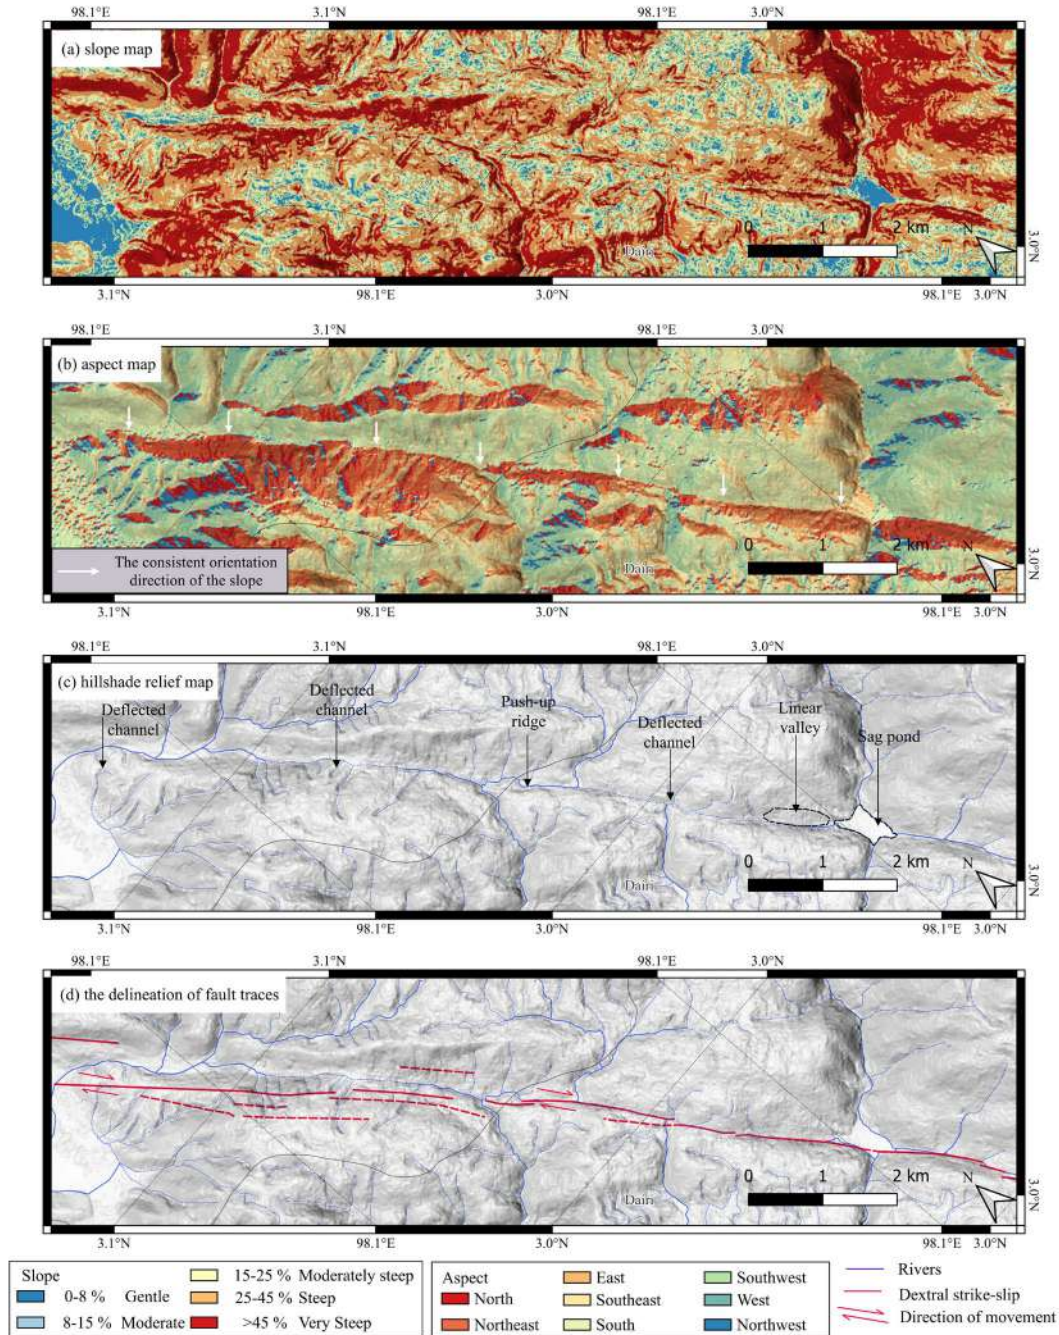 98.1°E 3.1°N 98.1°E 3.0°N
(a) slope map
0 1 2 km
N
Dairi
3.0°N
3.1°N 98.1°E 3.0°N 98.1°E 3.0°N
98.1°E 3.1°N 98.1°E 3.0°N
(b) aspect map
0 1 2 km
N
The consistent orientation
direction of the slope
Dairi
3.0°N
3.1°N 98.1°E 3.0°N 98.1°E 3.0°N
98.1°E 3.1°N 98.1°E 3.0°N
(c) hillshade relief map
Deflected
channel
Deflected
channel
Push-up
ridge
Deflected
channel
Linear
valley
Sag pond
0 1 2 km
N
Dairi
3.0°N
3.1°N 98.1°E 3.0°N 98.1°E 3.0°N
98.1°E 3.1°N 98.1°E 3.0°N
(d) the delineation of fault traces
0 1 2 km
N
Dairi
3.0°N
3.1°N 98.1°E 3.0°N 98.1°E 3.0°N
Slope
0-8 % Gentle
8-15 % Moderate
15-25 % Moderately steep
25-45 % Steep
>45 % Very Steep
Aspect
North
Northeast
East
Southeast
South
Southwest
West
Northwest
Rivers
Dextral strike-slip
Direction of movement